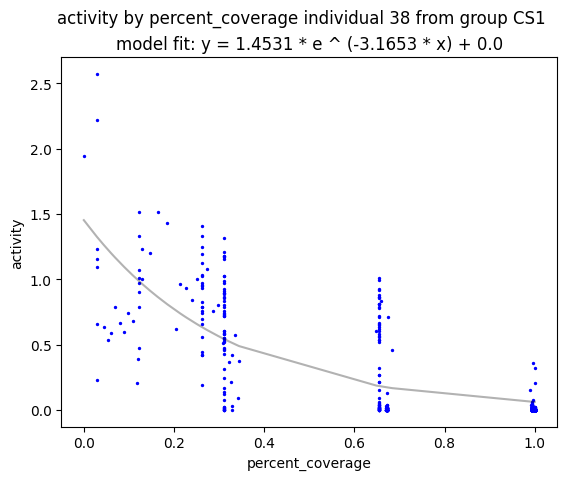 activity by percent_coverage individual 38 from group CS1
model fit: y = 1.4531 * e ^ (-3.1653 * x) + 0.0
2.5
2.0
1.5
1.0
0.5
0.0
activity
0.0 0.2 0.4 0.6 0.8 1.0
percent_coverage